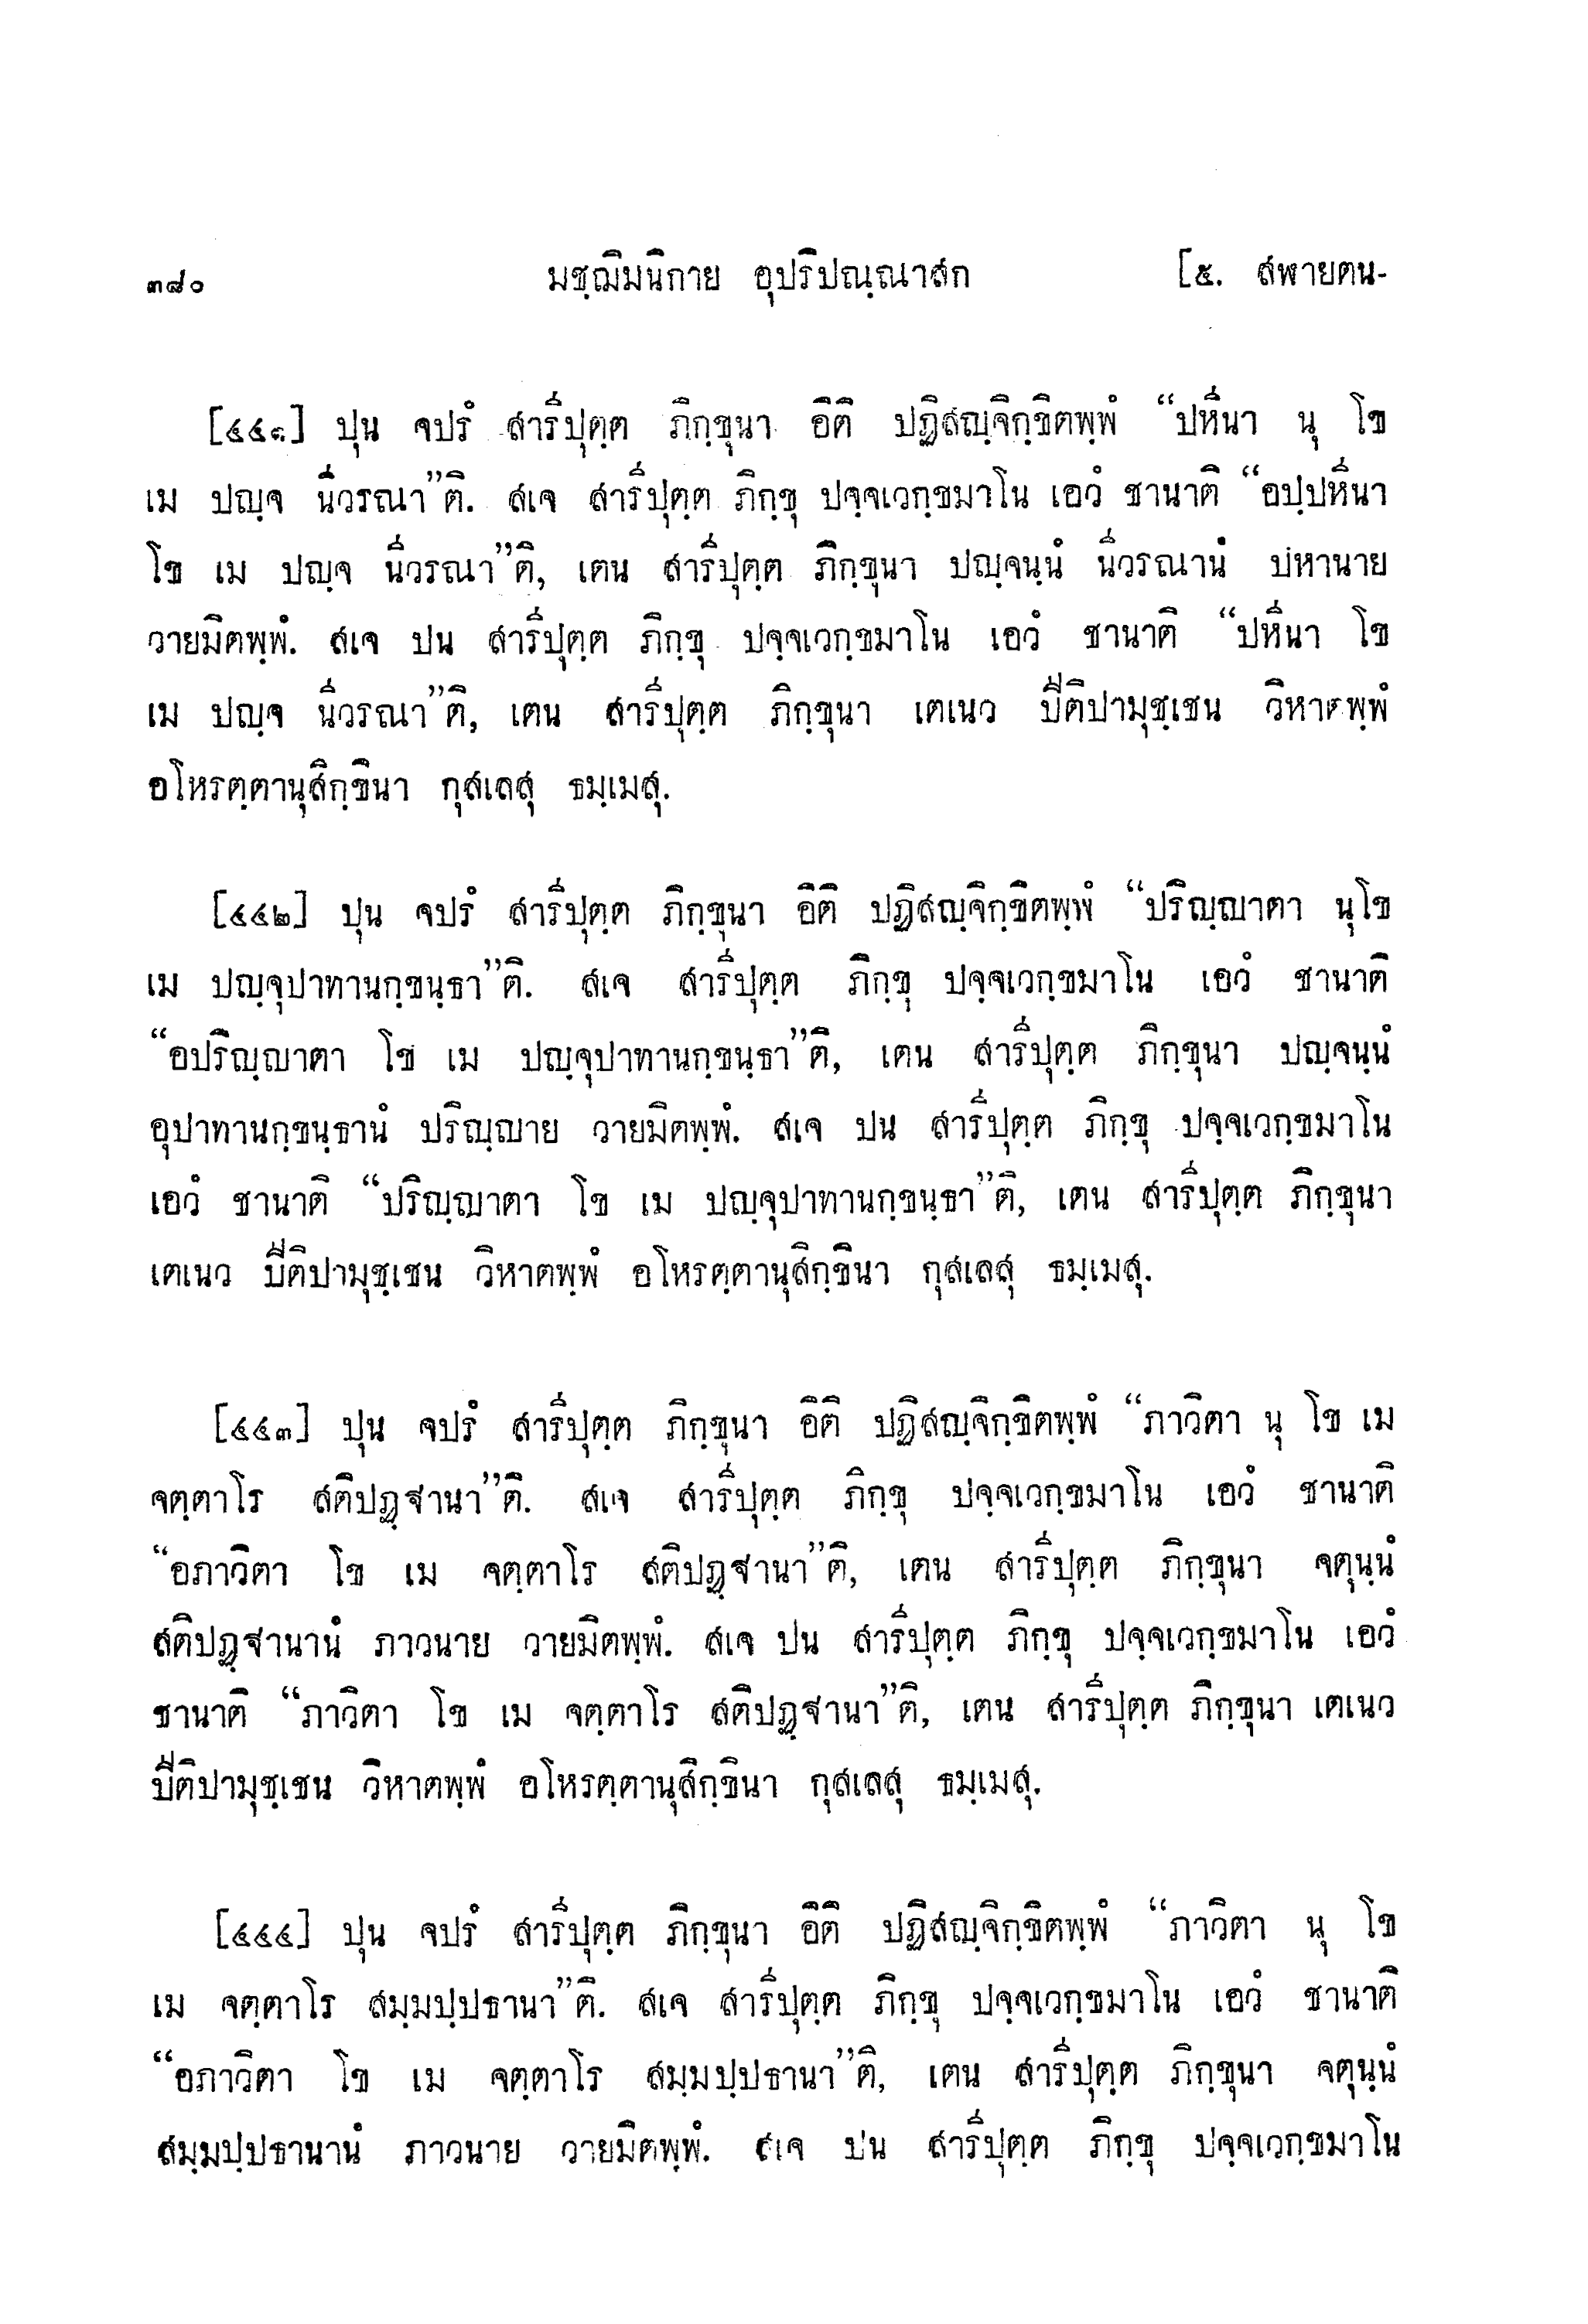 ๓๘๐ มชฺฌิมนิกาย อุปริปณฺณาสก [๕. สฬายตน-
[๔๔๑] ปุน จปรํ สารีปุตฺต ภิกฺขุนา อิติ ปฏิสญฺจิกฺขิตพฺพํ “ปหีนา นุ โข
เม ปญฺจ นีวรณา”ติ. สเจ สารีปุตฺต ภิกฺขุ ปจฺจเวกฺขมาโน เอวํ ชานาติ “อปฺปหีนา
โข เม ปญฺจ นีวรณา”ติ, เตน สารีปุตฺต ภิกฺขุนา ปญฺจนฺนํ นีวรณานํ ปหานาย
วายมิตพฺพํ. สเจ ปน สารีปุตฺต ภิกฺขุ ปจฺจเวกฺขมาโน เอวํ ชานาติ “ปหีนา โข
เม ปญฺจ นีวรณา”ติ, เตน สารีปุตฺต ภิกฺขุนา เตเนว ปีติปามุชฺเชน วิหาตพฺพํ
อโหรตฺตานุสิกฺขินา กุสเลสุ ธมฺเมสุ.
[๔๔๒] ปุน จปรํ สารีปุตฺต ภิกฺขุนา อิติ ปฏิสญฺจิกฺขิตพฺพํ “ปริญฺญาตา นุโข
เม ปญฺจุปาทานกฺขนฺธา”ติ. สเจ สารีปุตฺต ภิกฺขุ ปจฺจเวกฺขมาโน เอวํ ชานาติ
“อปริญฺญาตา โข เม ปญฺจุปาทานกฺขนฺธา”ติ, เตน สารีปุตฺต ภิกฺขุนา ปญฺจนฺนํ
อุปาทานกฺขนฺธานํ ปริญฺญาย วายมิตพฺพํ. สเจ ปน สารีปุตฺต ภิกฺขุ ปจฺจเวกฺขมาโน
เอวํ ชานาติ “ปริญฺญาตา โข เม ปญฺจุปาทานกฺขนฺธา”ติ, เตน สารีปุตฺต ภิกฺขุนา
เตเนว ปีติปามุชฺเชน วิหาตพฺพํ อโหรตฺตานุสิกฺขินา กุสเลสุ ธมฺเมสุ.
[๔๔๓] ปุน จปรํ สารีปุตฺต ภิกฺขุนา อิติ ปฏิสญฺจิกฺขิตพฺพํ “ภาวิตา นุ โข เม
จตฺตาโร สติปฏฺฐานา”ติ. สเจ สารีปุตฺต ภิกฺขุ ปจฺจเวกฺขมาโน เอวํ ชานาติ
“อภาวิตา โข เม จตฺตาโร สติปฏฺฐานา”ติ, เตน สารีปุตฺต ภิกฺขุนา จตุนฺนํ
สติปฏฺฐานานํ ภาวนาย วายมิตพฺพํ. สเจ ปน สารีปุตฺต ภิกฺขุ ปจฺจเวกฺขมาโน เอวํ
ชานาติ “ภาวิตา โข เม จตฺตาโร สติปฏฺฐานา”ติ, เตน สารีปุตฺต ภิกฺขุนา เตเนว
ปีติปามุชฺเชน วิหาตพฺพํ อโหรตฺตานุสิกฺขินา กุสเลสุ ธมฺเมสุ.
[๔๔๔] ปุน จปรํ สารีปุตฺต ภิกฺขุนา อิติ ปฏิสญฺจิกฺขิตพฺพํ “ภาวิตา นุ โข
เม จตฺตาโร สมฺมปฺปธานา”ติ. สเจ สารีปุตฺต ภิกฺขุ ปจฺจเวกฺขมาโน เอวํ ชานาติ
“อภาวิตา โข เม จตฺตาโร สมฺมปฺปธานา”ติ, เตน สารีปุตฺต ภิกฺขุนา จตุนฺนํ
สมฺมปฺปธานานํ ภาวนาย วายมิตพฺพํ. สเจ ปน สารีปุตฺต ภิกฺขุ ปจฺจเวกฺขมาโน